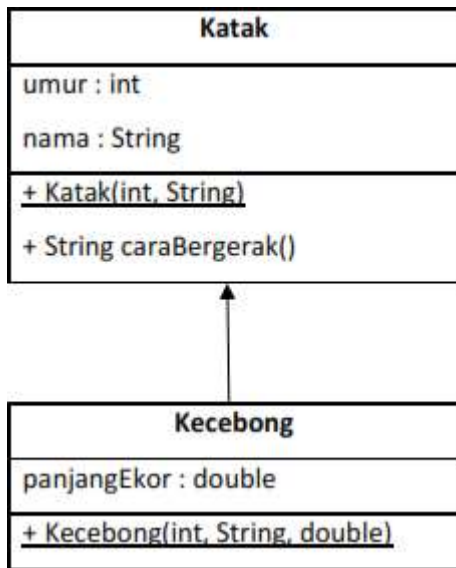 Katak
umur : int
nama : String
+ Katak(int, String)
+ String caraBergerak()
Kecebong
panjangEkor : double
+ Kecebong(int, String, double)